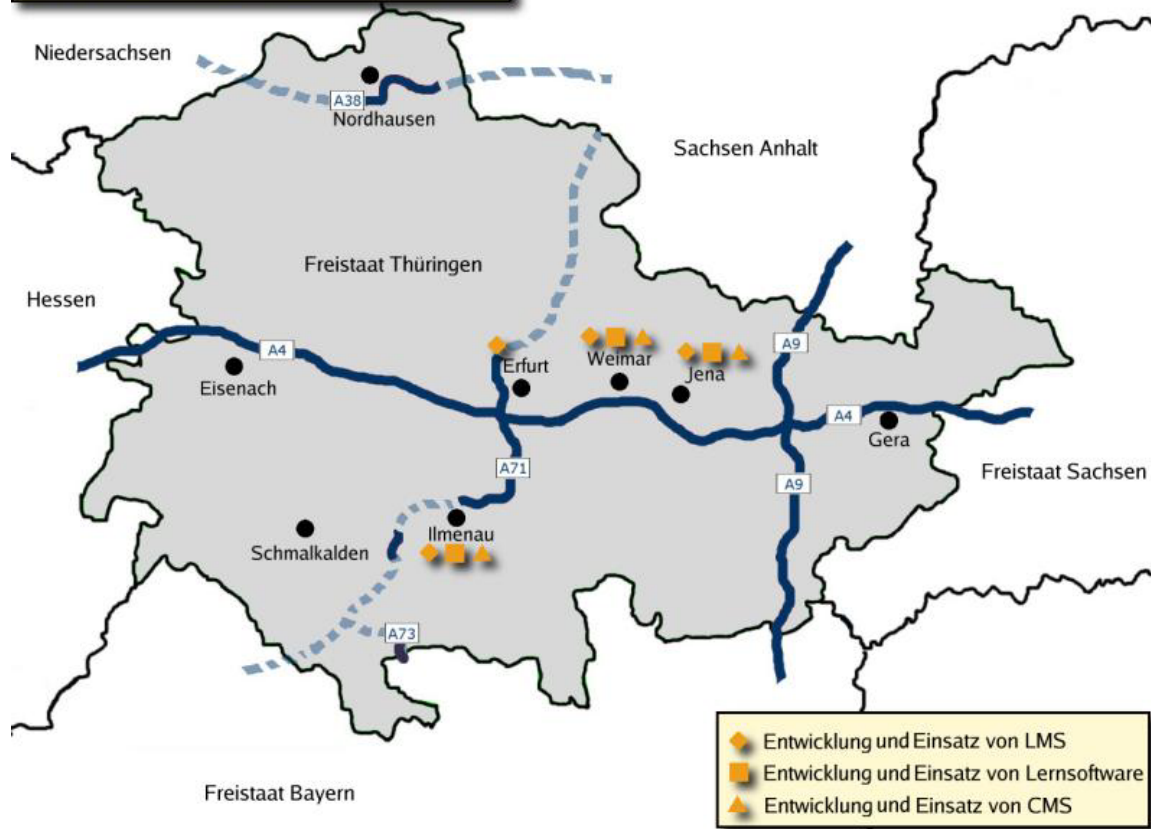 Niedersachsen
A38
Nordhausen
Sachsen Anhalt
Freistaat Thüringen
Hessen
A4
A9
Erfurt
Weimar
Jena
Eisenach
A4
Gera
A71
Freistaat Sachsen
A9
Ilmenau
Schmalkalden
A73
Entwicklung und Einsatz von LMS
Entwicklung und Einsatz von Lernsoftware
Entwicklung und Einsatz von CMS
Freistaat Bayern